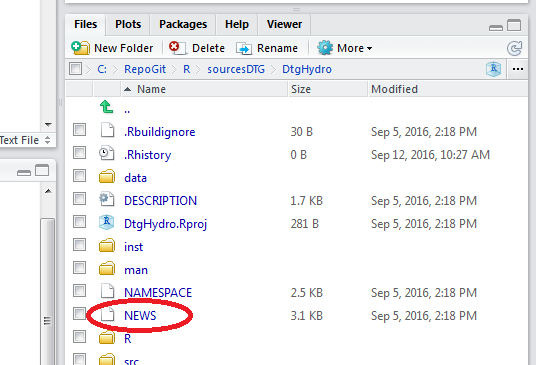 Files Plots Packages Help Viewer
New Folder Delete Rename More
C: RepoGit R sourcesDTG DtgHydro ...
Name Size Modified
..
.Rbuildignore 30 B Sep 5, 2016, 2:18 PM
Text File
.Rhistory 0 B Sep 12, 2016, 10:27 AM
data
DESCRIPTION 1.7 KB Sep 5, 2016, 2:18 PM
DtgHydro.Rproj 281 B Sep 5, 2016, 2:18 PM
inst
man
NAMESPACE 2.5 KB Sep 5, 2016, 2:18 PM
NEWS 3.1 KB Sep 5, 2016, 2:18 PM
R
src